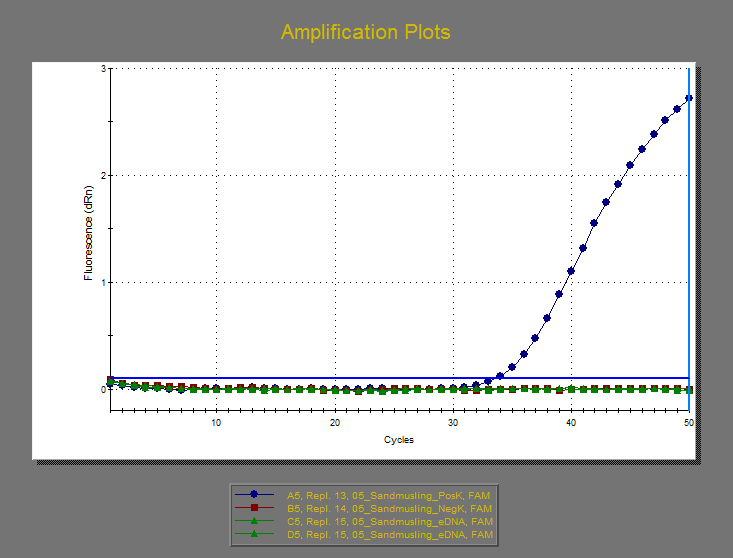 Amplification Plots
3
2
1
0
Fluorescence (dRn)
10 20 30 40 50
Cycles
A5, Repl. 13, 05_Sandmusling_PosK, FAM
B5, Repl. 14, 05_Sandmusling_NegK, FAM
C5, Repl. 15, 05_Sandmusling_eDNA, FAM
D5, Repl. 15, 05_Sandmusling_eDNA, FAM